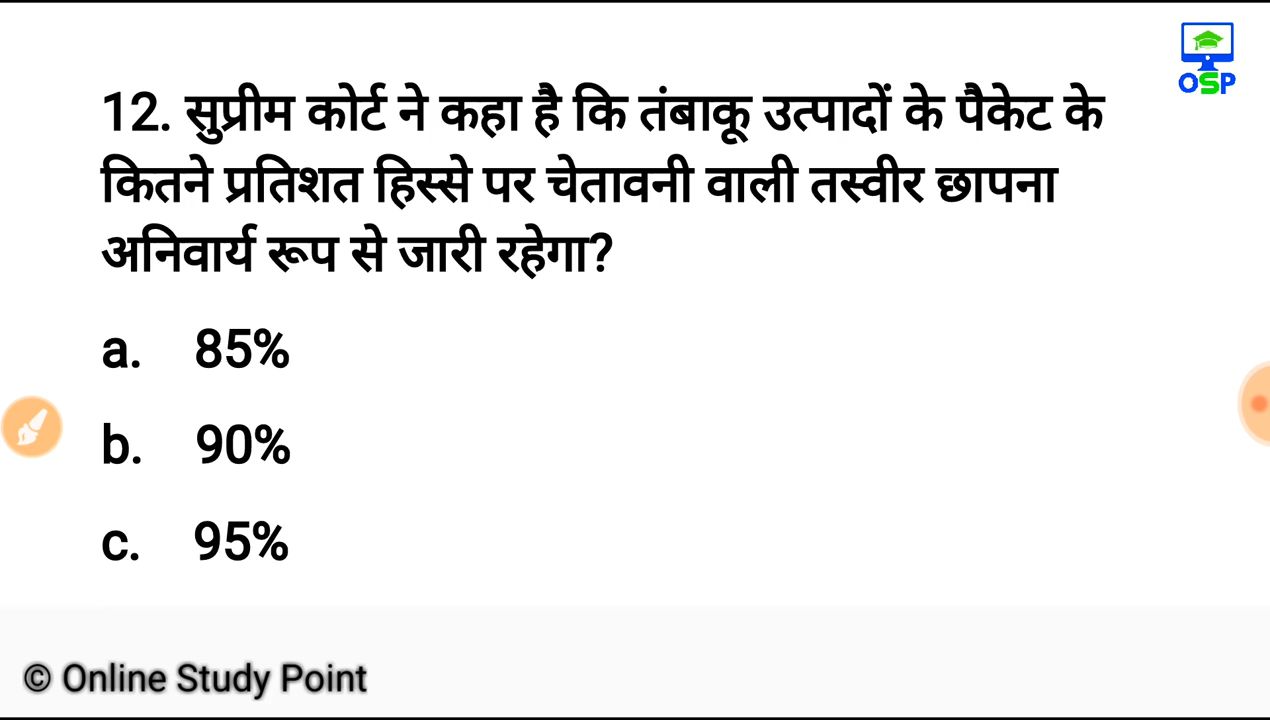 OSP
12. सुप्रीम कोर्ट ने कहा है कि तंबाकू उत्पादों के पैकेट के
कितने प्रतिशत हिस्से पर चेतावनी वाली तस्वीर छापना
अनिवार्य रूप से जारी रहेगा?
a. 85%
b. 90%
c. 95%
© Online Study Point